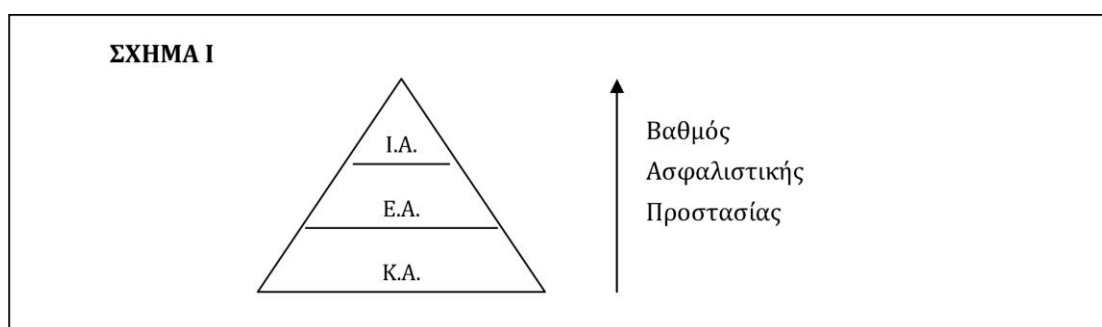 ΣΧΗΜΑ Ι
Ι.Α.
Ε.Α.
Κ.Α.
Βαθμός
Ασφαλιστικής
Προστασίας